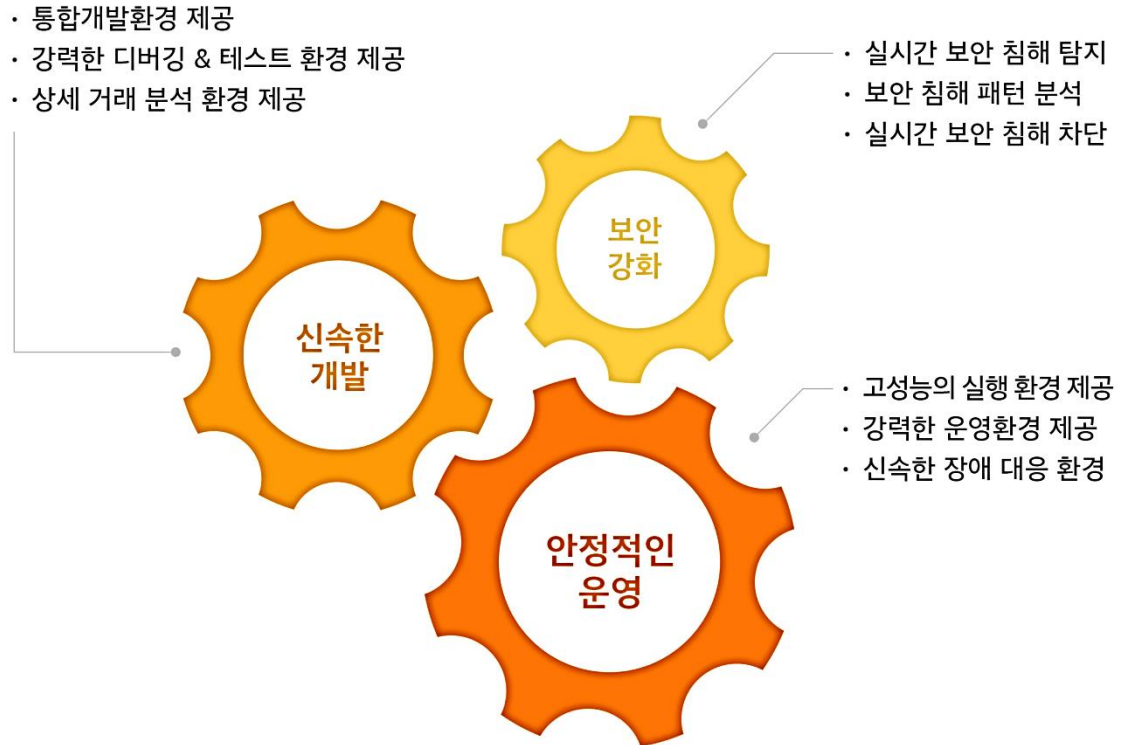 · 통합개발환경 제공
· 강력한 디버깅 & 테스트 환경 제공
· 상세 거래 분석 환경 제공
· 실시간 보안 침해 탐지
· 보안 침해 패턴 분석
· 실시간 보안 침해 차단
보안
강화
신속한
개발
· 고성능의 실행 환경 제공
· 강력한 운영환경 제공
· 신속한 장애 대응 환경
안정적인
운영